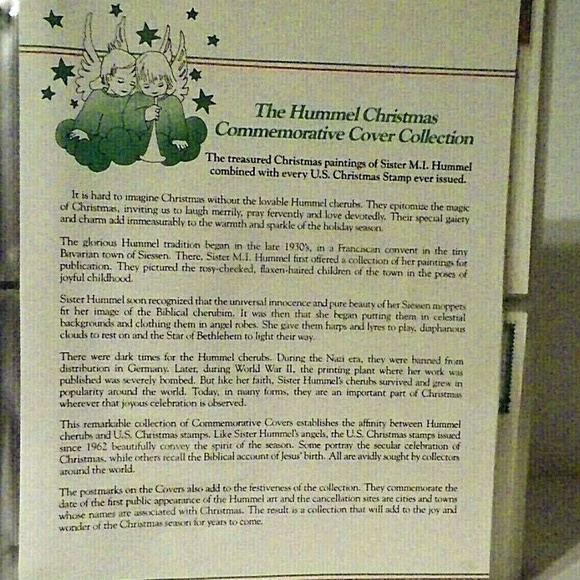 The Hummel Christmas
Commemorative Cover Collection
The treasured Christmas paintings of Sister M.I. Hummel
combined with every U.S. Christmas Stamp ever issued.
It is hard to imagine Christmas without the lovable Hummel cherubs. They epitomize the magic
of Christmas, inviting us to laugh merrily, pray fervently and love devotedly. Their special gaiety
and charm add immeasurably to the warmth and sparkle of the holiday season.
The glorious Hummel tradition began in the late 1930's, in a Franciscan convent in the tiny
Bavarian town of Siessen. There, Sister M.I. Hummel first offered a collection of her paintings for
publication. They pictured the rosy-cheeked, flaxen-haired children of the town in the poses of
joyful childhood.
Sister Hummel soon recognized that the universal innocence and pure beauty of her Siessen moppets
fit her image of the Biblical cherubim. It was then that she began putting them in celestial
backgrounds and clothing them in angel robes. She gave them harps and lyres to play, diaphanous
clouds to rest on and the Star of Bethlehem to light their way.
There were dark times for the Hummel cherubs. During the Nazi era, they were banned from
distribution in Germany. Later, during World War II, the printing plant where her work was
published was severely bombed. But like her faith, Sister Hummel's cherubs survived and grew in
popularity around the world. Today, in many forms, they are an important part of Christmas
wherever that joyous celebration is observed.
This remarkable collection of Commemorative Covers establishes the affinity between Hummel
cherubs and U.S. Christmas stamps. Like Sister Hummel's angels, the U.S. Christmas stamps issued
since 1962 beautifully convey the spirit of the season. Some portray the secular celebration of
Christmas, while others recall the Biblical account of Jesus' birth. All are avidly sought by collectors
around the world.
The postmarks on the Covers also add to the festiveness of the collection. They commemorate the
date of the first public appearance of the Hummel art and the cancellation sites are cities and towns
whose names are associated with Christmas. The result is a collection that will add to the joy and
wonder of the Christmas season for years to come.